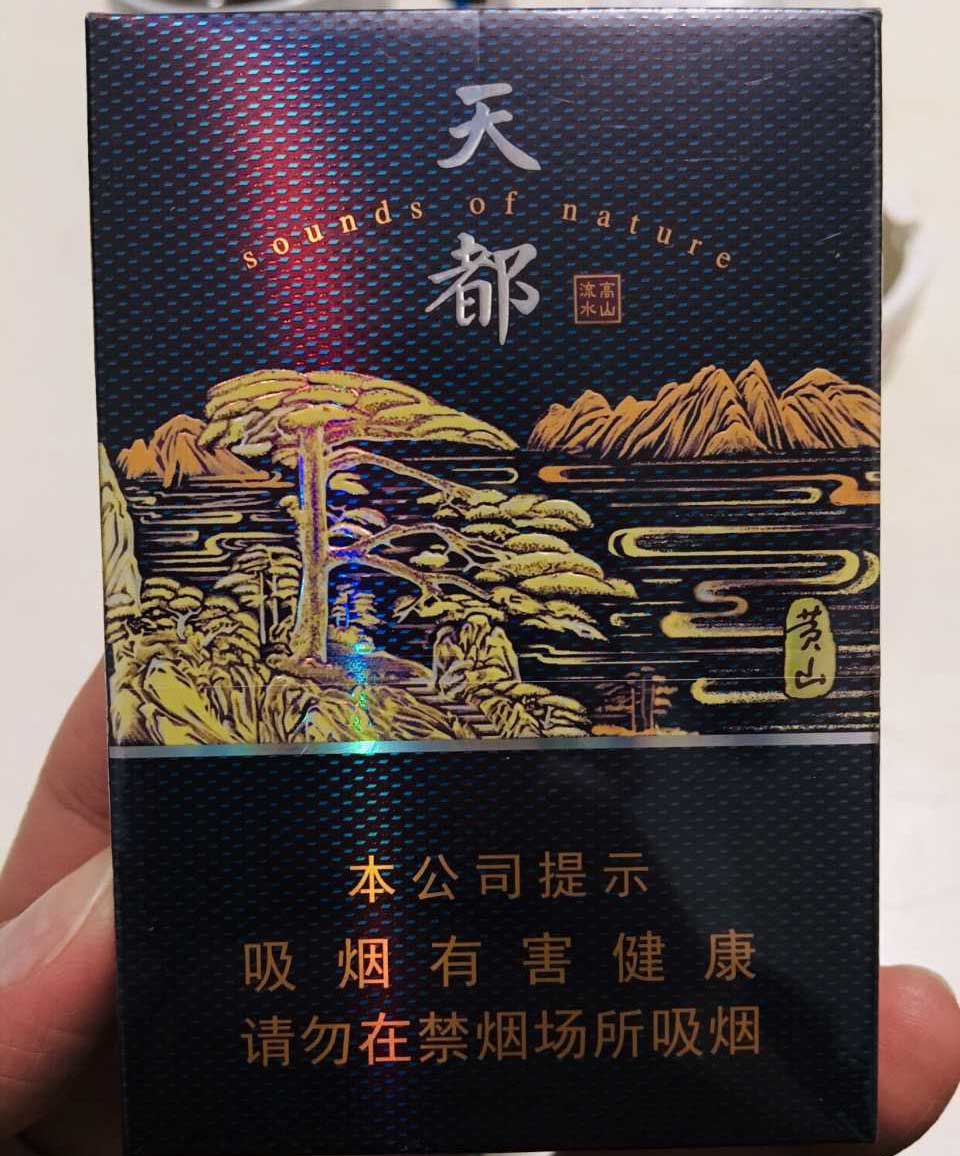 天
sounds of nature
都
高山
流水
黄山
本公司提示
吸烟有害健康
请勿在禁烟场所吸烟